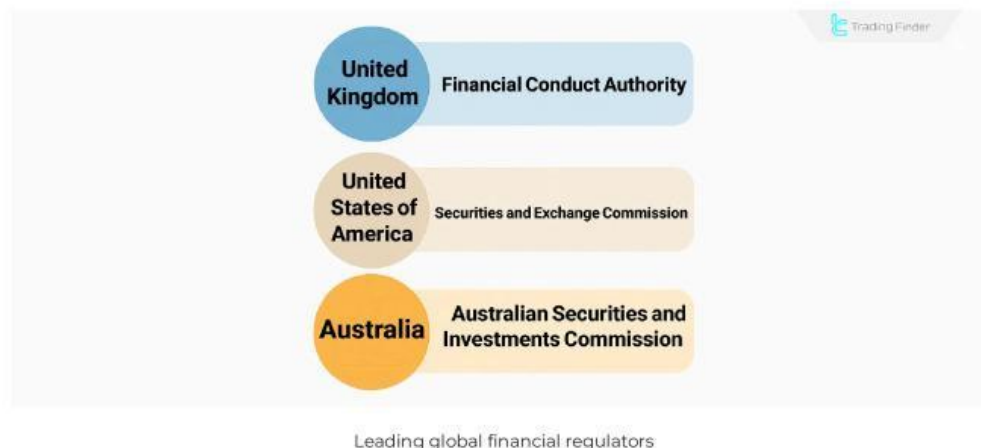 Trading Finder
United
Kingdom
Financial Conduct Authority
United
States of
America
Securities and Exchange Commission
Australia
Australian Securities and
Investments Commission
Leading global financial regulators